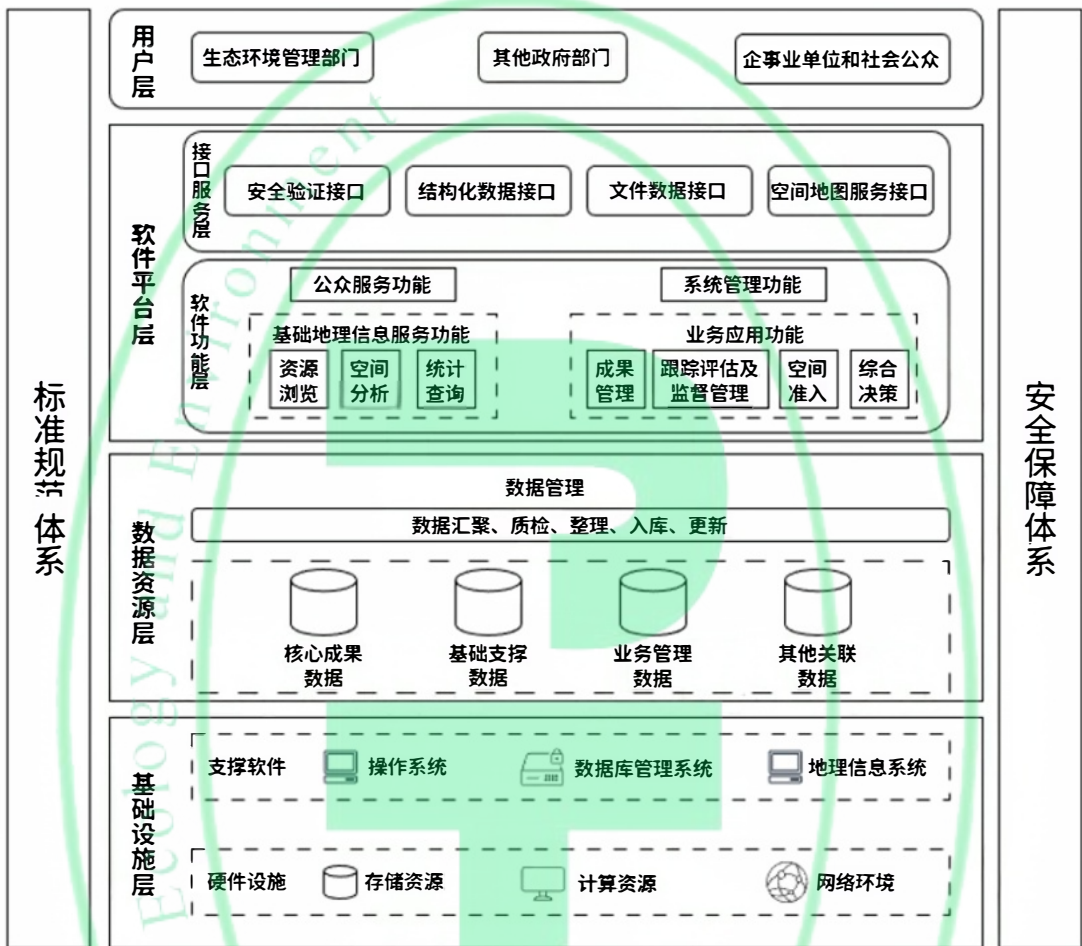 标准规范体系
用户层
生态环境管理部门
其他政府部门
企事业单位和社会公众
软件平台层
接口服务层
安全验证接口
结构化数据接口
文件数据接口
空间地图服务接口
软件功能层
公众服务功能
系统管理功能
基础地理信息服务功能
资源
浏览
空间
分析
统计
查询
业务应用功能
成果
管理
跟踪评估及
监督管理
空间
准入
综合
决策
数据资源层
数据管理
数据汇聚、质检、整理、入库、更新
核心成果
数据
基础支撑
数据
业务管理
数据
其他关联
数据
基础设施层
支撑软件
操作系统
数据库管理系统
地理信息系统
硬件设施
存储资源
计算资源
网络环境
安全保障体系
Ecology and Environment